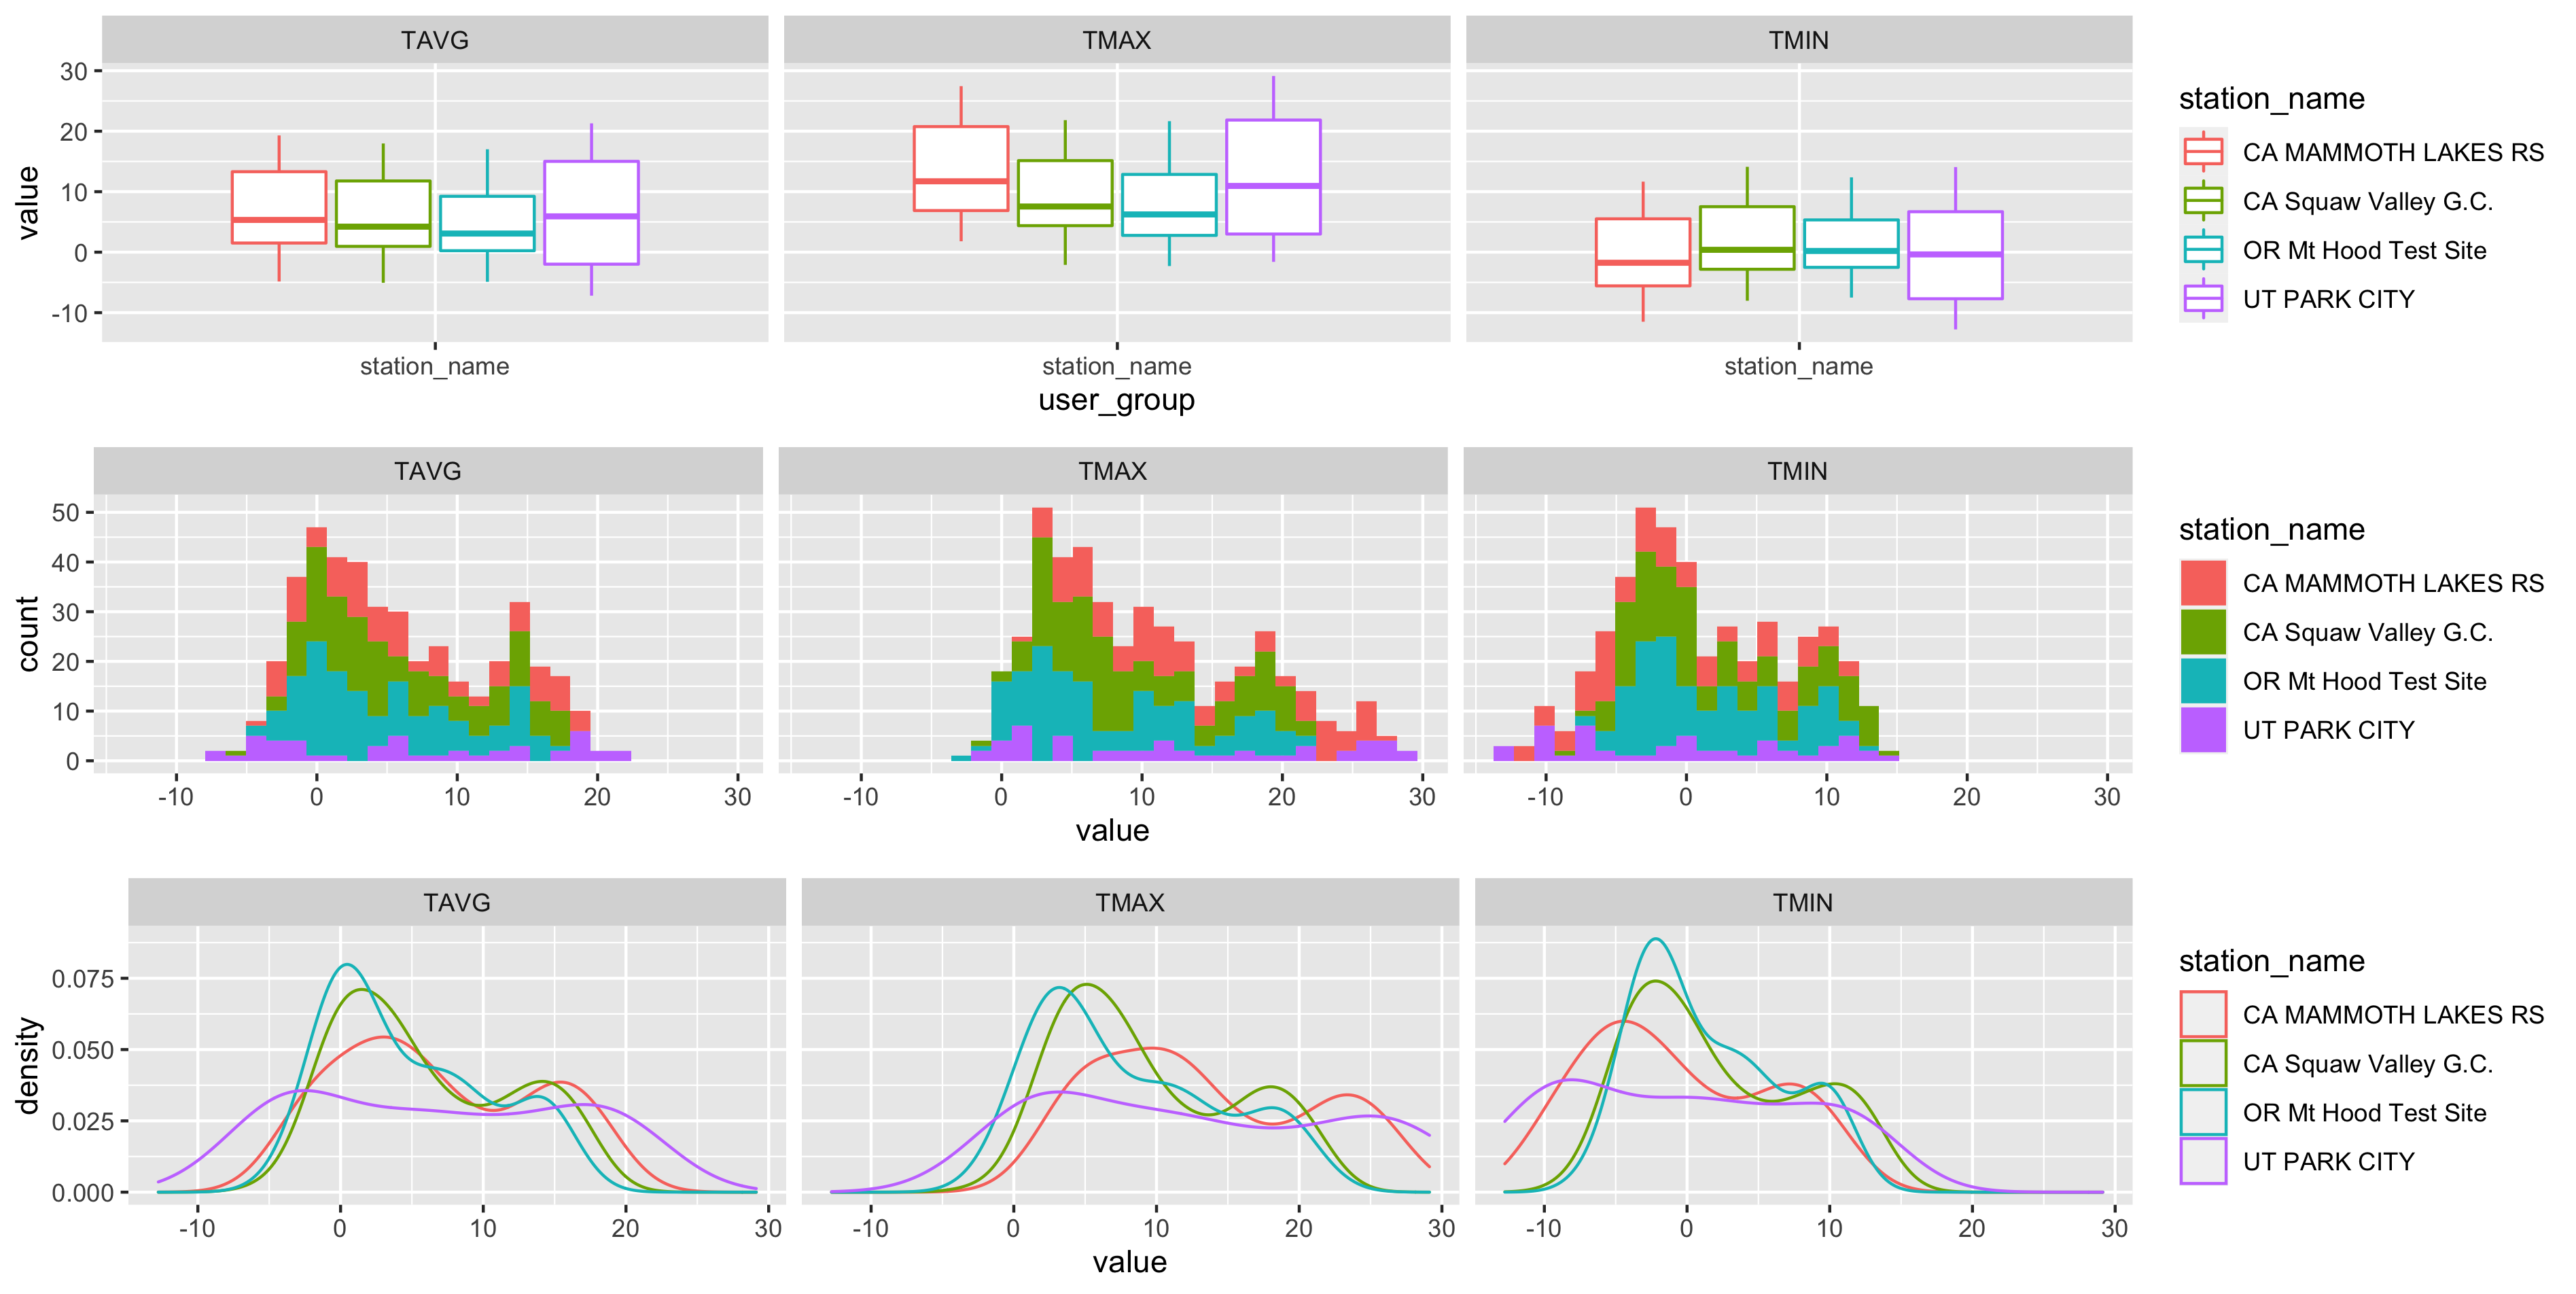 TAVG TMAX TMIN
30
20
10
0
-10
value
station_name station_name station_name
user_group
station_name
CA MAMMOTH LAKES RS
CA Squaw Valley G.C.
OR Mt Hood Test Site
UT PARK CITY
TAVG TMAX TMIN
50
40
30
20
10
0
count
-10 0 10 20 30 -10 0 10 20 30 -10 0 10 20 30
value
station_name
CA MAMMOTH LAKES RS
CA Squaw Valley G.C.
OR Mt Hood Test Site
UT PARK CITY
TAVG TMAX TMIN
0.075
0.050
0.025
0.000
density
-10 0 10 20 30 -10 0 10 20 30 -10 0 10 20 30
value
station_name
CA MAMMOTH LAKES RS
CA Squaw Valley G.C.
OR Mt Hood Test Site
UT PARK CITY